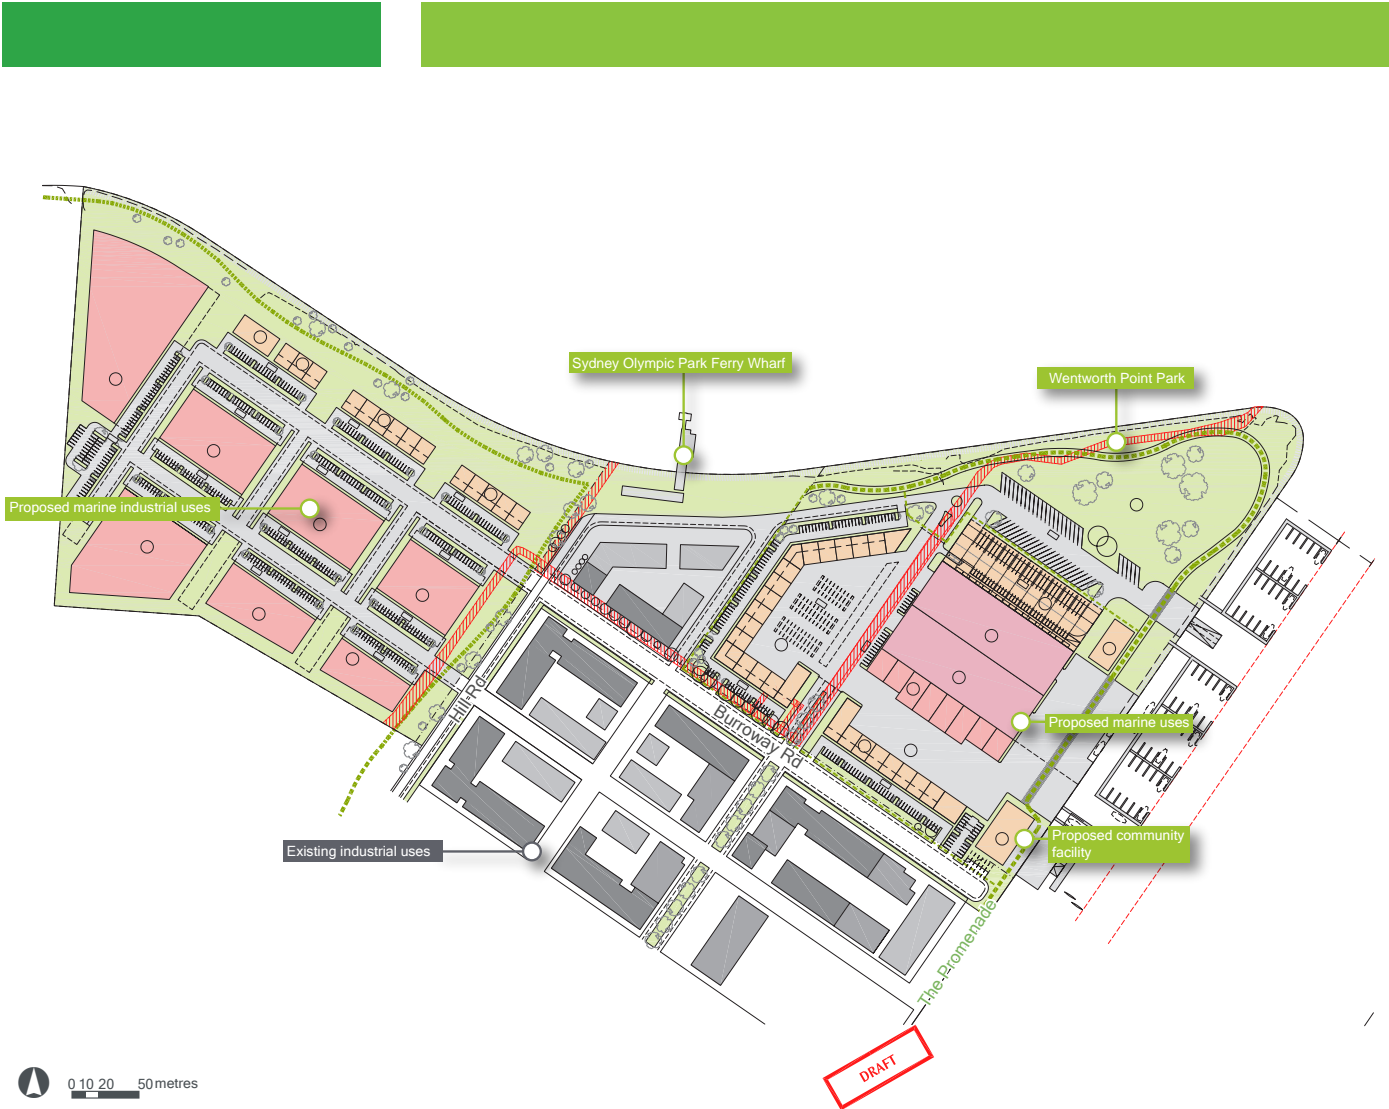 Sydney Olympic Park Ferry Wharf
Wentworth Point Park
Proposed marine industrial uses
Hill Rd
Burroway Rd
Proposed marine uses
Existing industrial uses
Proposed community
facility
The Promenade
DRAFT
0 10 20 50 metres